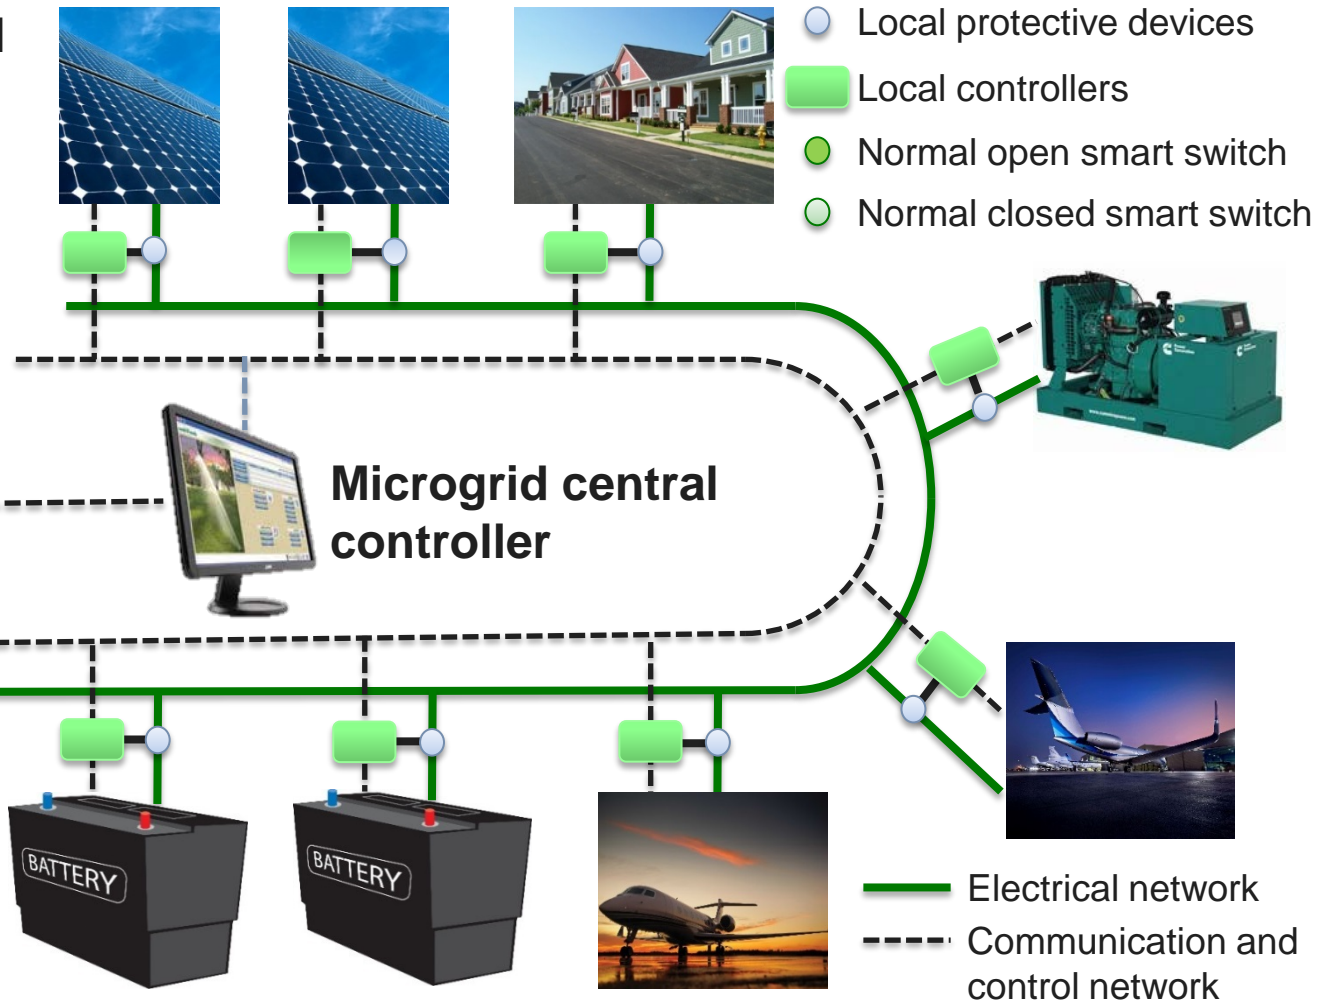 Local protective devices
Local controllers
Normal open smart switch
Normal closed smart switch
Microgrid central
controller
BATTERY
BATTERY
Electrical network
Communication and
control network